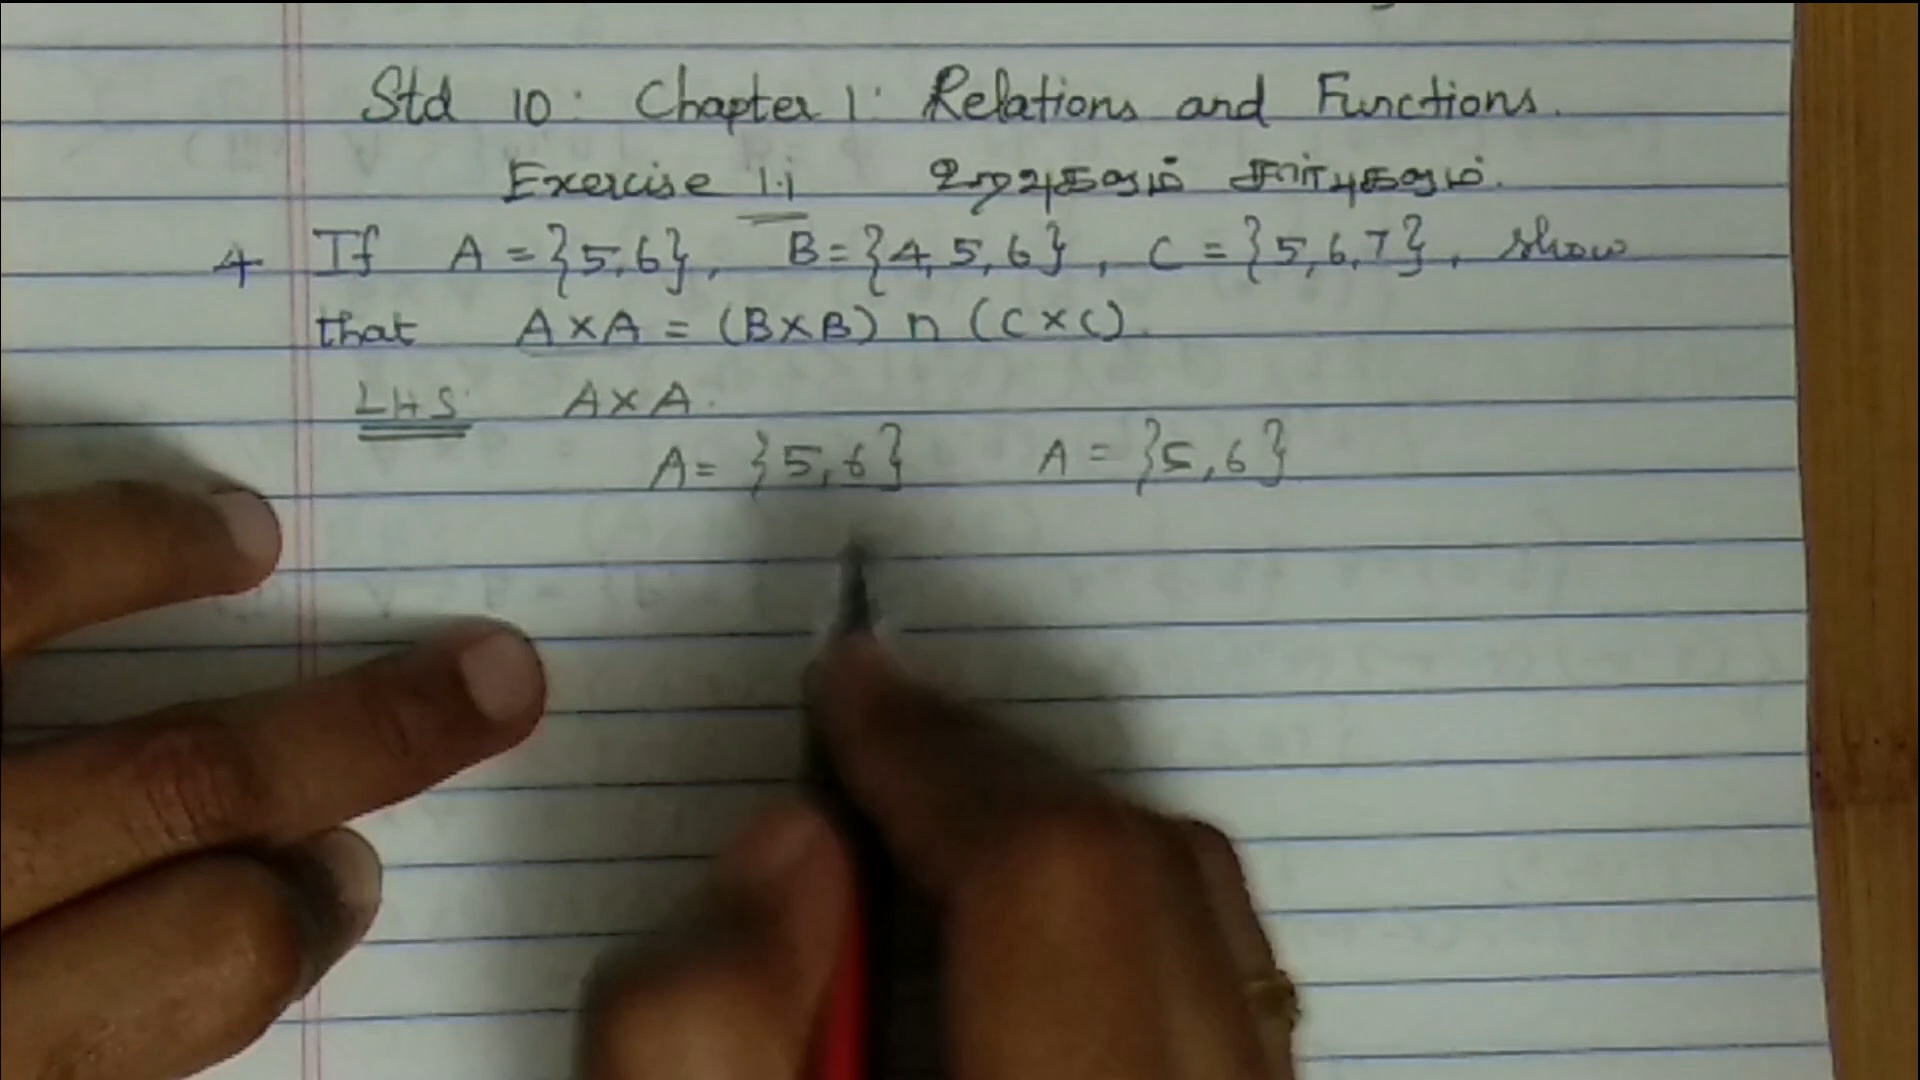 Std 10: Chapter 1: Relations and Functions.
Exercise 1.1 உறவுகளும் சார்புகளும்.
4 If A = {5,6}, B = {4,5,6}, C = {5,6,7}, show
that A×A = (B×B) ∩ (C×C).
LHS A×A.
A = {5,6} A = {5,6}